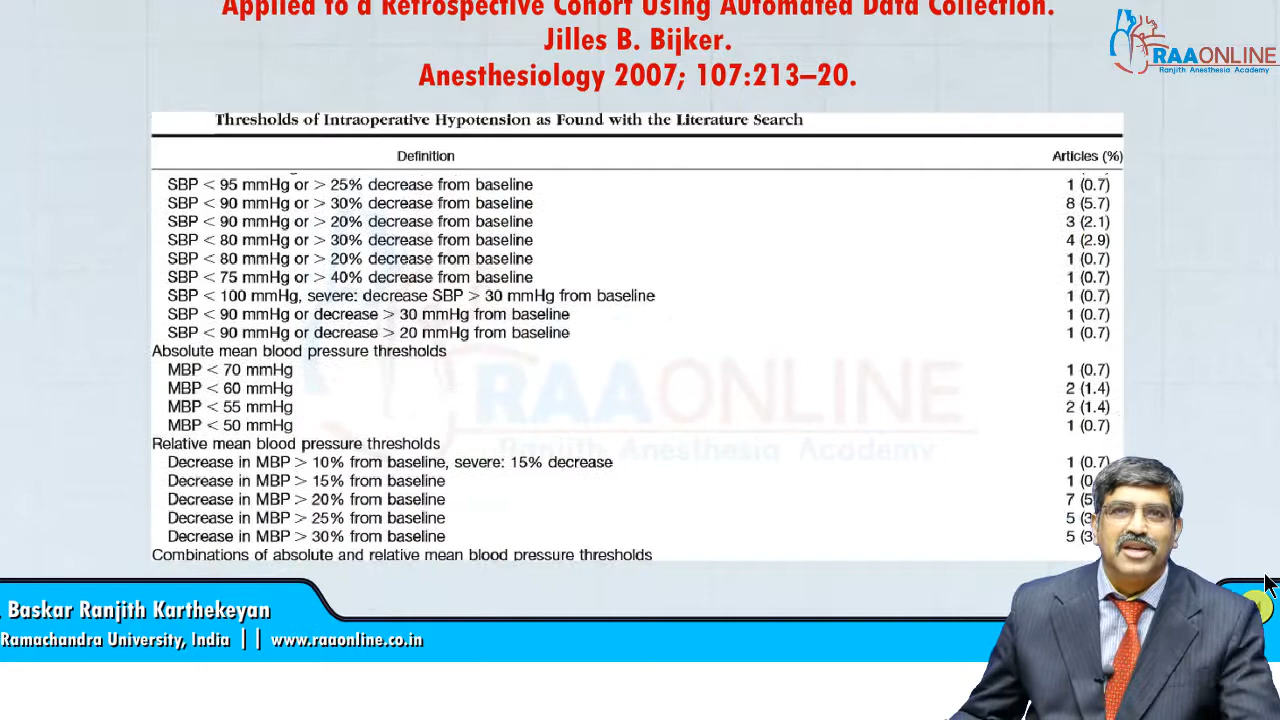 Applied to a Retrospective Cohort Using Automated Data Collection.
Jilles B. Bijker.
Anesthesiology 2007; 107:213–20.
RAAONLINE
Ranjith Anesthesia Academy
Thresholds of Intraoperative Hypotension as Found with the Literature Search
Definition Articles (%)
SBP < 95 mmHg or > 25% decrease from baseline 1 (0.7)
SBP < 90 mmHg or > 30% decrease from baseline 8 (5.7)
SBP < 90 mmHg or > 20% decrease from baseline 3 (2.1)
SBP < 80 mmHg or > 30% decrease from baseline 4 (2.9)
SBP < 80 mmHg or > 20% decrease from baseline 1 (0.7)
SBP < 75 mmHg or > 40% decrease from baseline 1 (0.7)
SBP < 100 mmHg, severe: decrease SBP > 30 mmHg from baseline 1 (0.7)
SBP < 90 mmHg or decrease > 30 mmHg from baseline 1 (0.7)
SBP < 90 mmHg or decrease > 20 mmHg from baseline 1 (0.7)
Absolute mean blood pressure thresholds
MBP < 70 mmHg 1 (0.7)
MBP < 60 mmHg 2 (1.4)
MBP < 55 mmHg 2 (1.4)
MBP < 50 mmHg 1 (0.7)
RAAONLINE
Ranjith Anesthesia Academy
Relative mean blood pressure thresholds
Decrease in MBP > 10% from baseline, severe: 15% decrease 1 (0.7)
Decrease in MBP > 15% from baseline 1
Decrease in MBP > 20% from baseline 7
Decrease in MBP > 25% from baseline 5
Decrease in MBP > 30% from baseline 5
Combinations of absolute and relative mean blood pressure thresholds
Baskar Ranjith Karthekeyan
Ramachandra University, India || www.raaonline.co.in